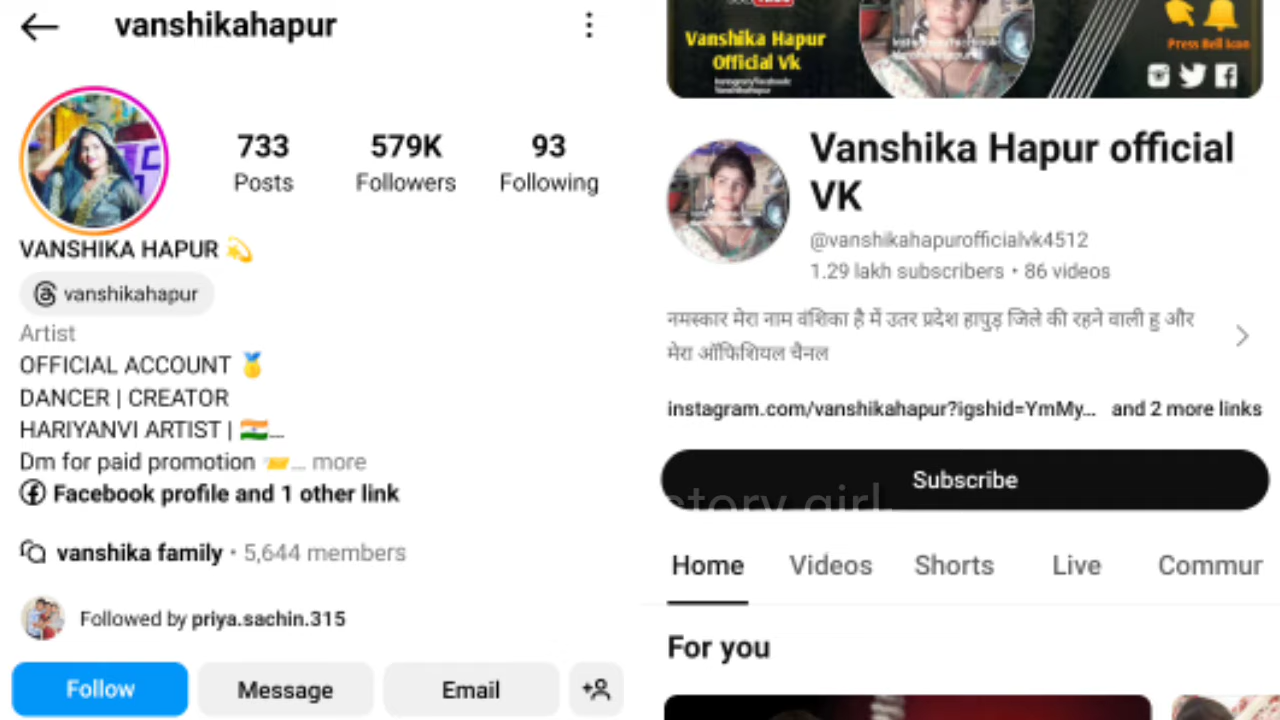 vanshikahapur
733
Posts
579K
Followers
93
Following
VANSHIKA HAPUR 💫
vanshikahapur
Artist
OFFICIAL ACCOUNT 🥇
DANCER | CREATOR
HARIYANVI ARTIST | 🇮🇳...
Dm for paid promotion ... more
Facebook profile and 1 other link
vanshika family • 5,644 members
Followed by priya.sachin.315
Follow
Message
Email
Vanshika Hapur
Official Vk
Press Bell Icon
Vanshika Hapur official
VK
@vanshikahapurofficialvk4512
1.29 lakh subscribers • 86 videos
नमस्कार मेरा नाम वंशिका है में उतर प्रदेश हापुड़ जिले की रहने वाली हु और
मेरा ऑफिशियल चैनल
instagram.com/vanshikahapur?igshid=YmMy... and 2 more links
Subscribe
Home
Videos
Shorts
Live
Commur
For you